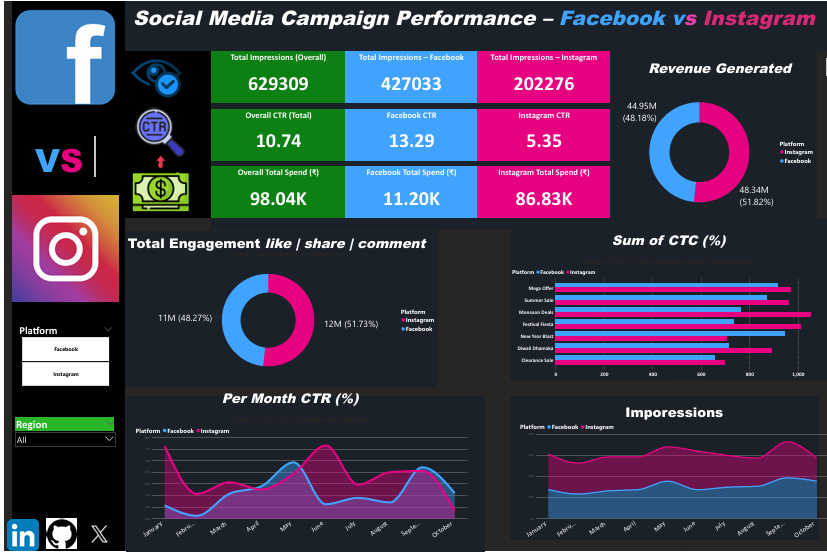 Social Media Campaign Performance – Facebook vs Instagram
vs
Total Impressions (Overall)
629309
Total Impressions – Facebook
427033
Total Impressions – Instagram
202276
CTR
Overall CTR (Total)
10.74
Facebook CTR
13.29
Instagram CTR
5.35
Overall Total Spend (₹)
98.04K
Facebook Total Spend (₹)
11.20K
Instagram Total Spend (₹)
86.83K
Revenue Generated
44.95M
(48.18%)
48.34M
(51.82%)
Platform
Instagram
Facebook
Total Engagement like / share / comment
11M (48.27%)
12M (51.73%)
Platform
Instagram
Facebook
Sum of CTC (%)
Platform Facebook Instagram
Mega Offer
Summer Sale
Monsoon Deals
Festival Fiesta
New Year Blast
Diwali Dhamaka
Clearance Sale
0 200 400 600 800 1,000
Platform
Facebook
Instagram
Region
All
Per Month CTR (%)
Platform Facebook Instagram
January Febru... March April May June July August Septe... October
Imporessions
Platform Facebook Instagram
January Febru... March April May June July August Septe... October
in